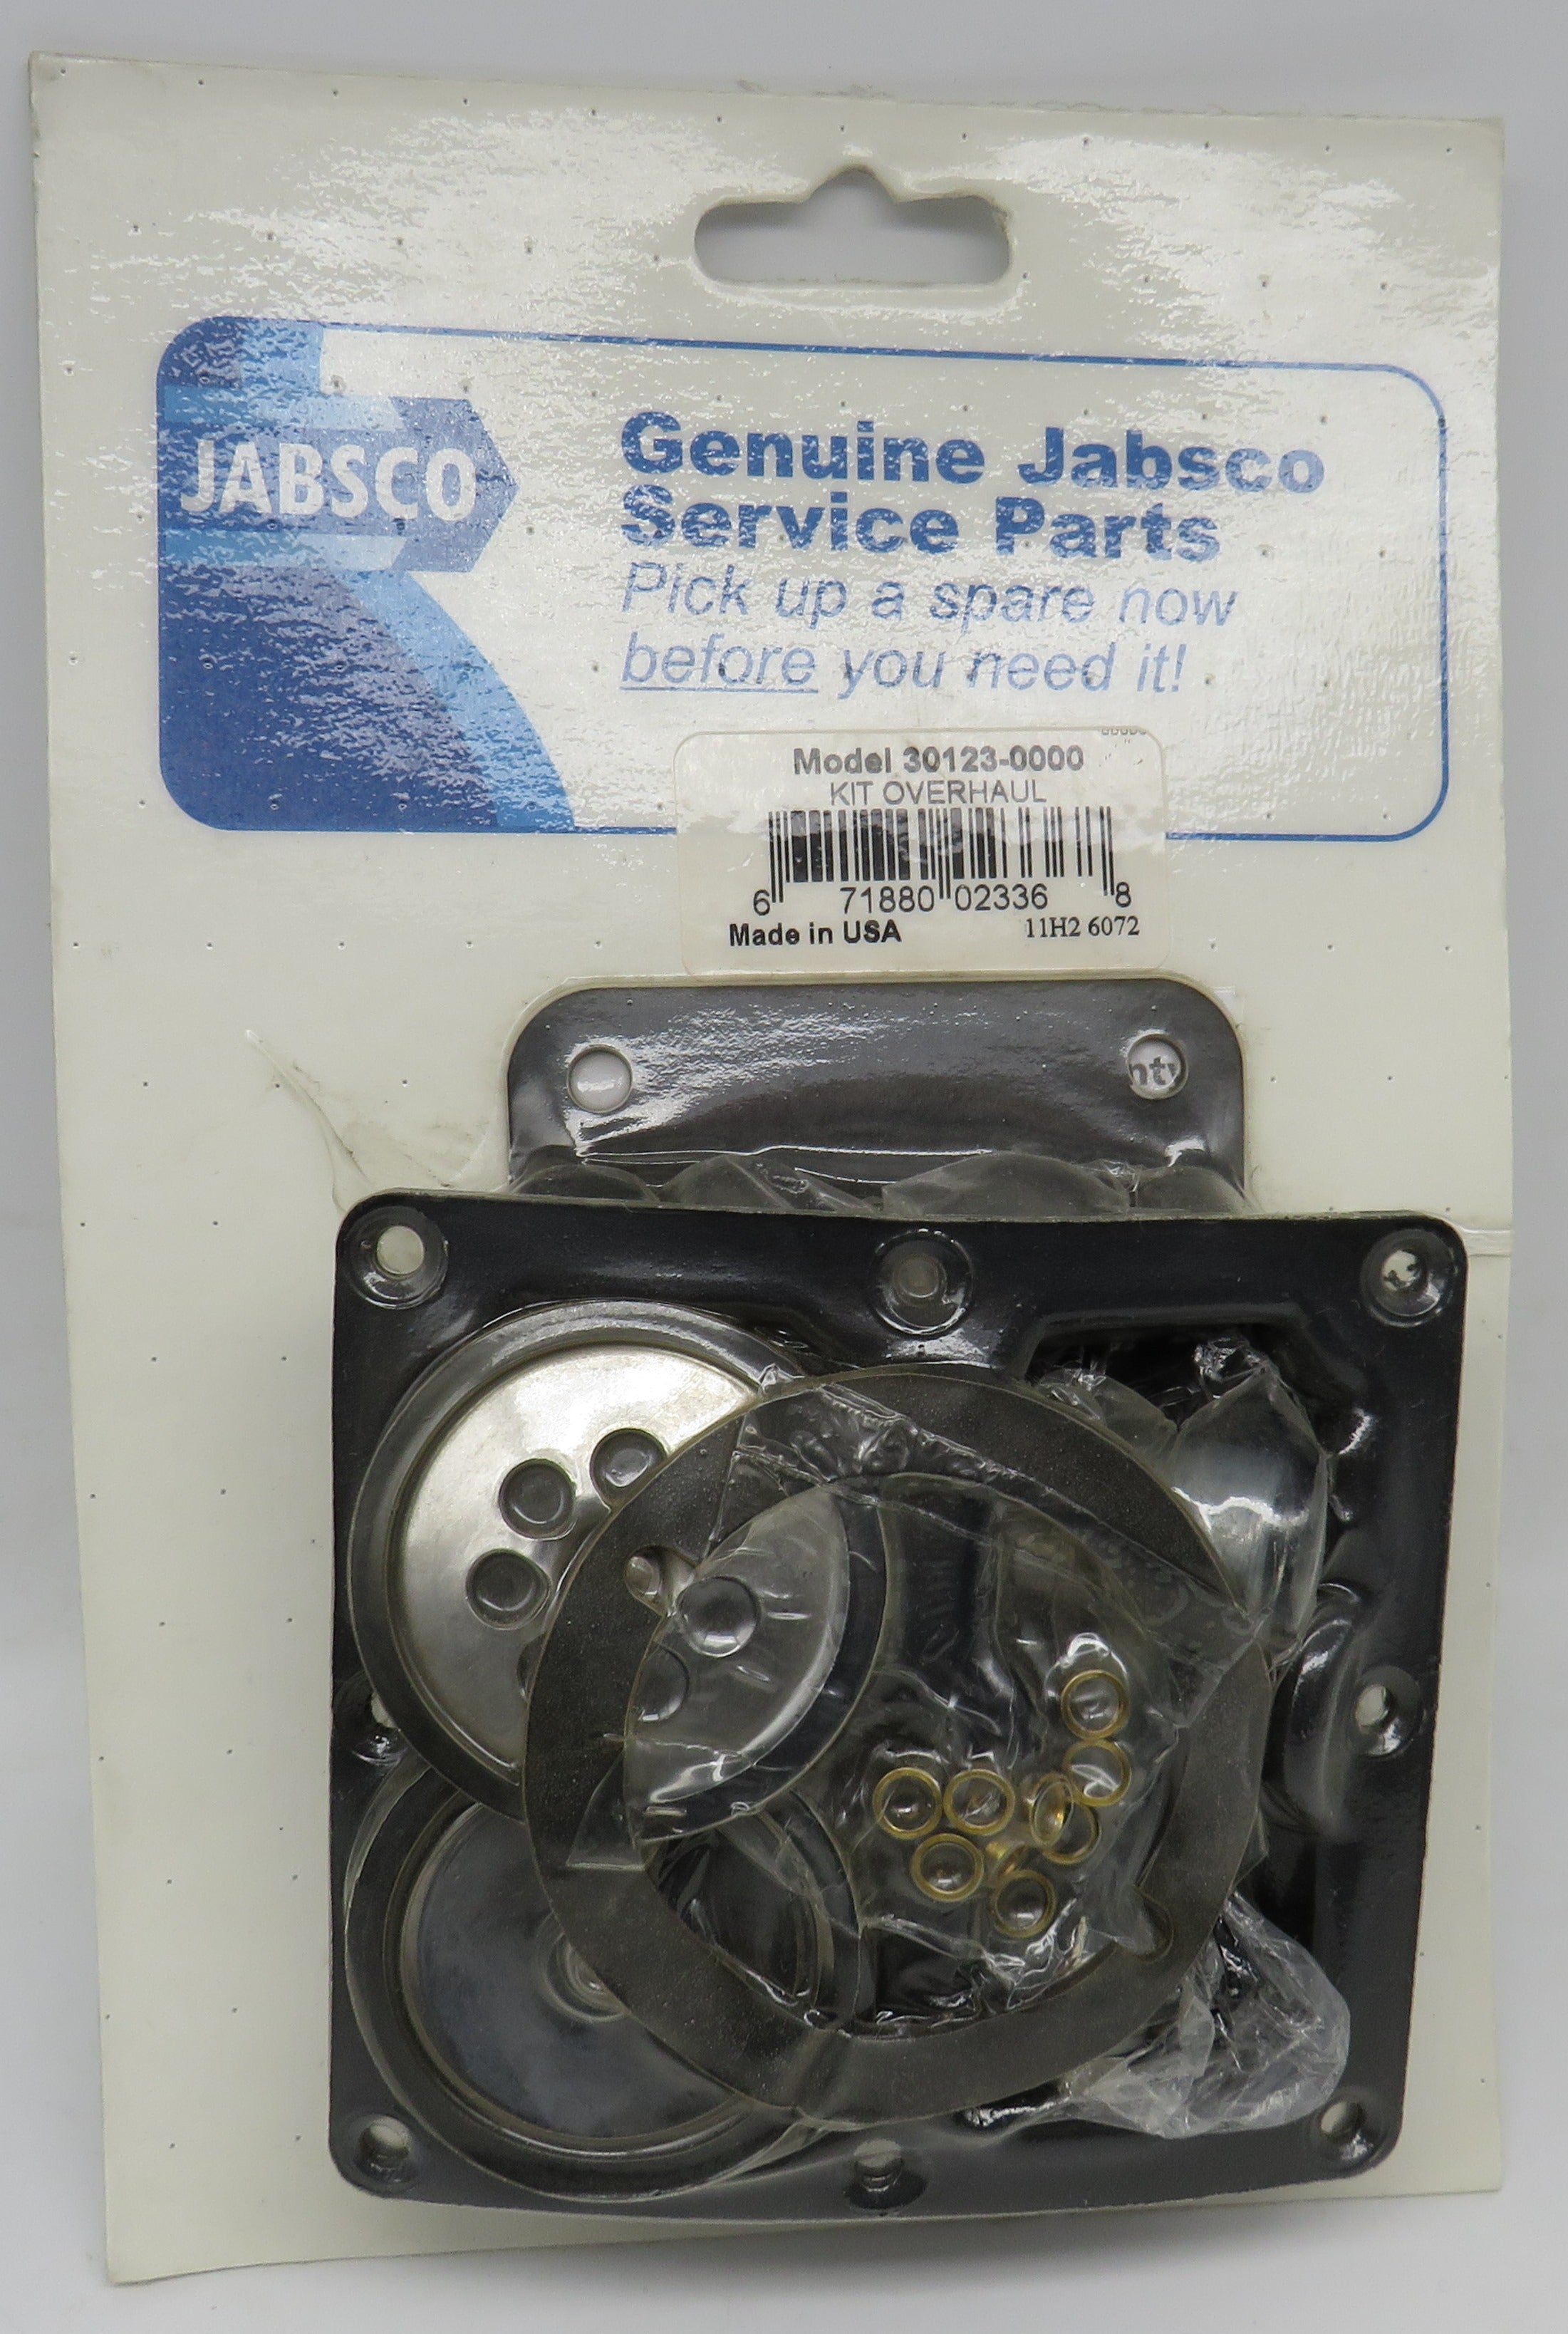 JABSCO
Genuine Jabsco
Service Parts
Pick up a spare now
before you need it!
Model 30123-0000
KIT OVERHAUL
6 71880 02336 8
Made in USA 11H2 6072